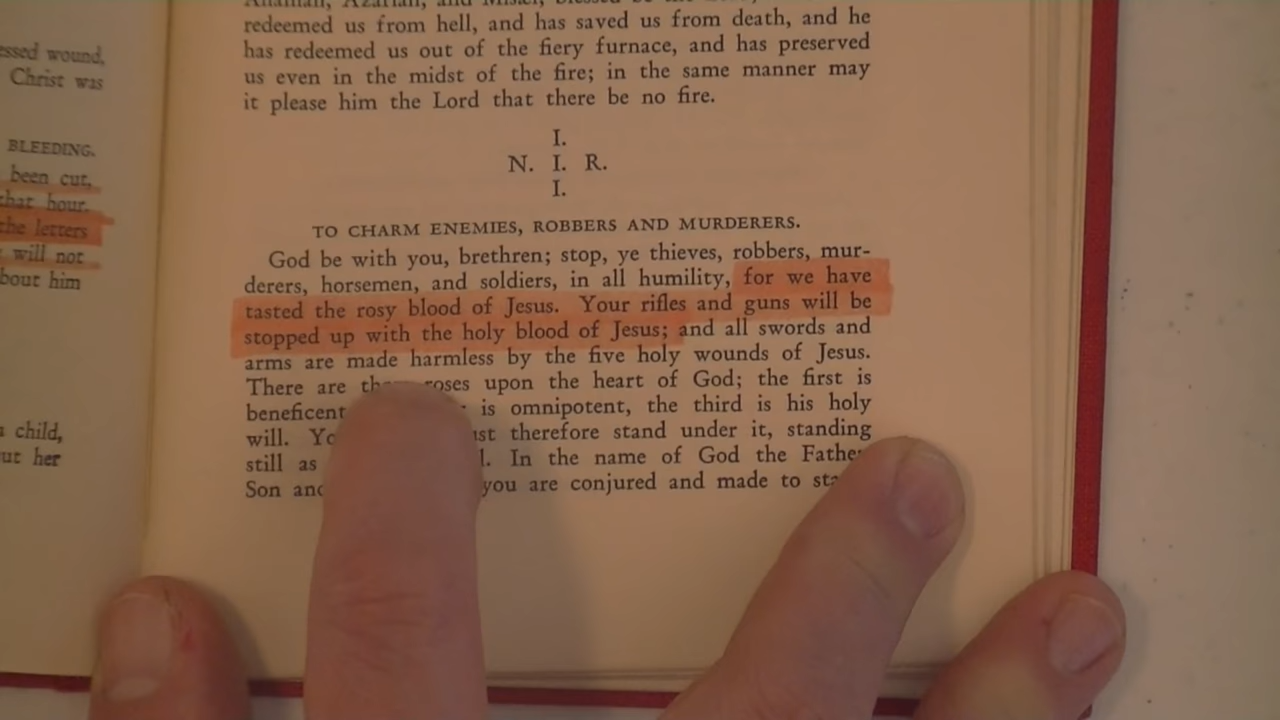 essed wound,
Christ was
BLEEDING.
been cut,
that hour.
the letters
will not
bout him
a child,
ut her
redeemed us from hell, and has saved us from death, and he
has redeemed us out of the fiery furnace, and has preserved
us even in the midst of the fire; in the same manner may
it please him the Lord that there be no fire.
I.
N. I. R.
I.
TO CHARM ENEMIES, ROBBERS AND MURDERERS.
God be with you, brethren; stop, ye thieves, robbers, mur-
derers, horsemen, and soldiers, in all humility, for we have
tasted the rosy blood of Jesus. Your rifles and guns will be
stopped up with the holy blood of Jesus; and all swords and
arms are made harmless by the five holy wounds of Jesus.
There are roses upon the heart of God; the first is
beneficent is omnipotent, the third is his holy
will. therefore stand under it, standing
still as In the name of God the Father
Son you are conjured and made to